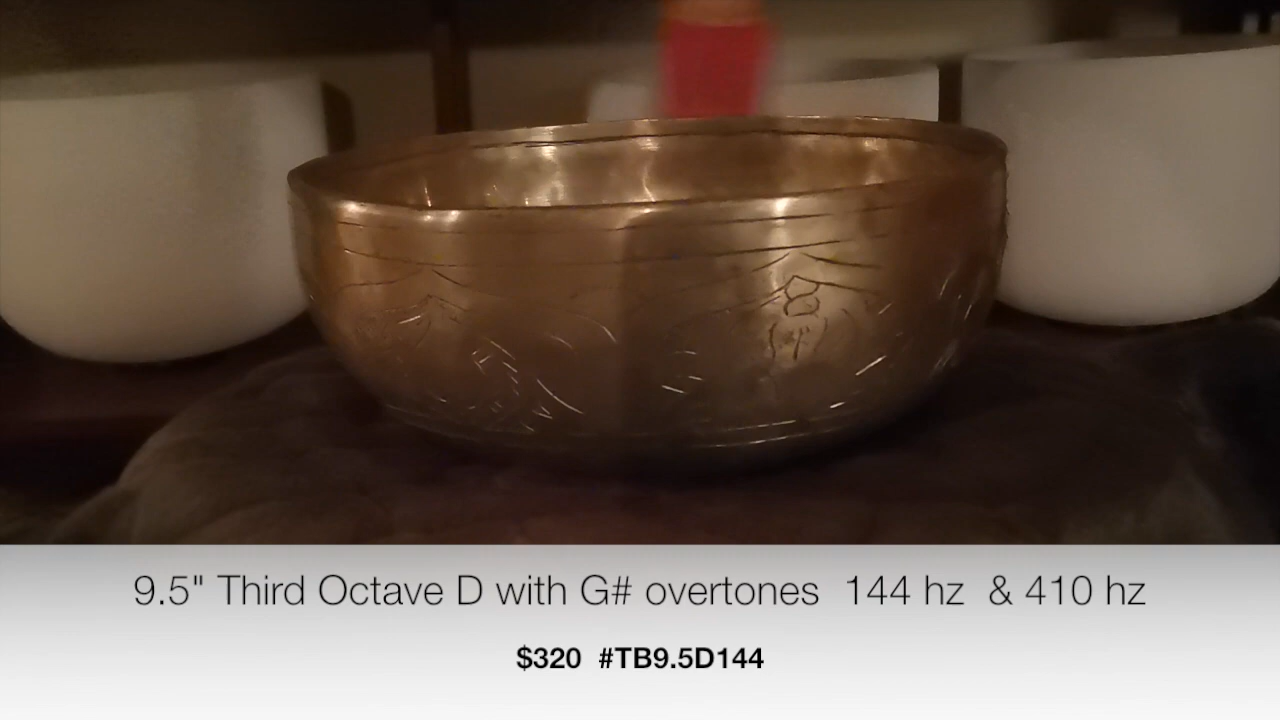 9.5" Third Octave D with G# overtones  144 hz  & 410 hz
$320  #TB9.5D144